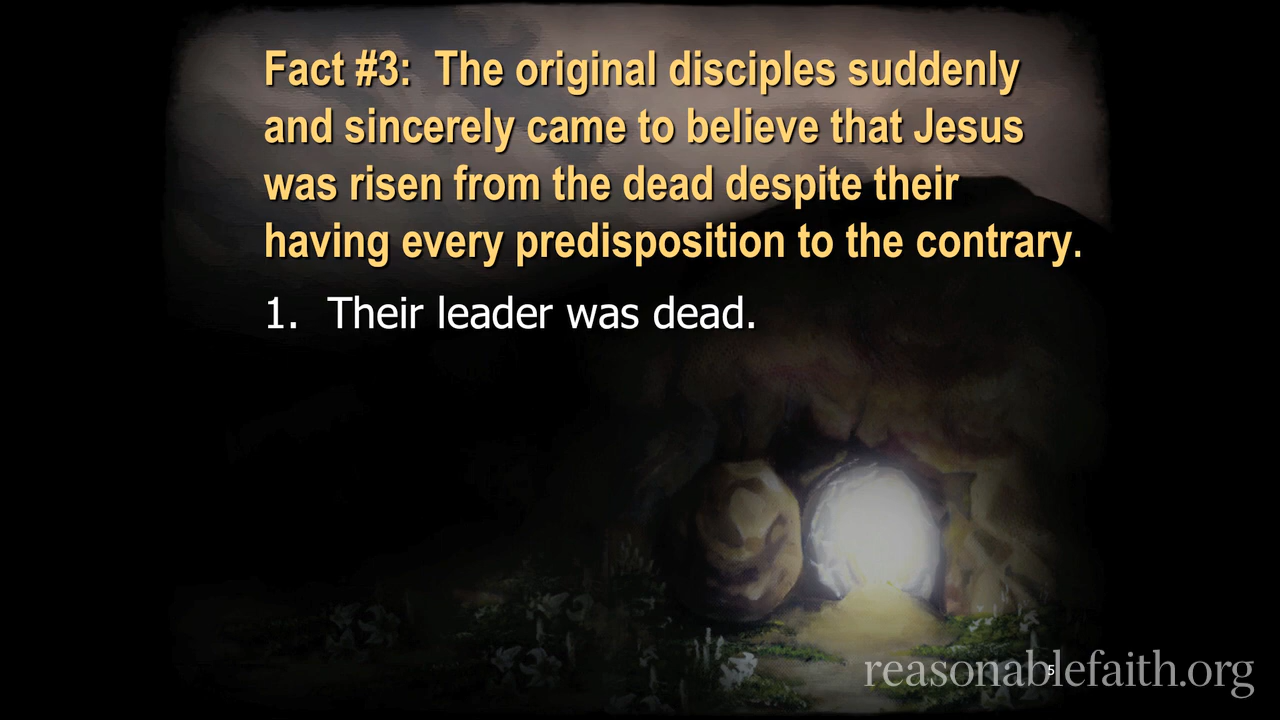 Fact #3:  The original disciples suddenly
and sincerely came to believe that Jesus
was risen from the dead despite their
having every predisposition to the contrary.
1.  Their leader was dead.
reasonablefaith.org
5